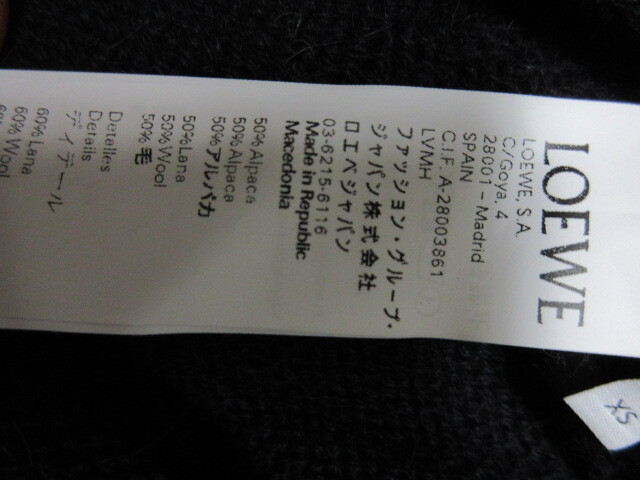 LOEWE
LOEWE, S.A.
C/Goya, 4
28001 - Madrid
SPAIN
C.I.F. A-28003861
LVMH
ファッション・グループ・
ジャパン株式会社
ロエベジャパン
03-6215-6116
Made in Republic
Macedonia
50% Alpaca
50% Alpaca
50% アルパカ
50% Lana
50% Wool
50% 毛
Detalles
Details
ディテール
60% Lana
60% Wool
XS